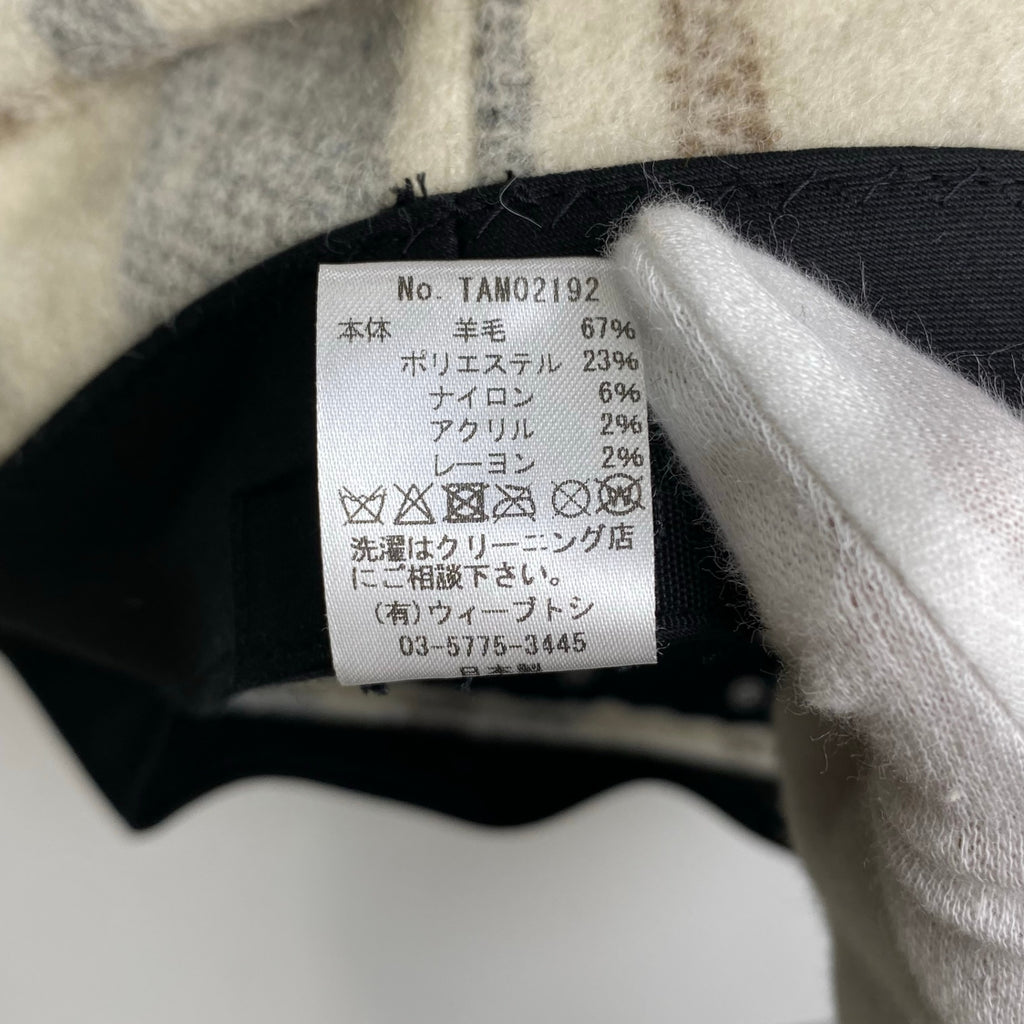 No. TAM02192
本体 羊毛 67%
ポリエステル 23%
ナイロン 6%
アクリル 2%
レーヨン 2%
洗濯はクリーニング店
にご相談下さい。
(有)ウィーブトシ
03-5775-3445
日本製